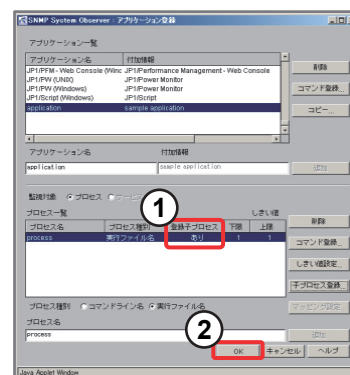 SNMP System Observer : アプリケーション登録
アプリケーション一覧
アプリケーション名 付加情報
JP1/PFM - Web Console (Winc JP1/Performance Management - Web Console
JP1/PW (UNIX) JP1/Power Monitor
JP1/PW (Windows) JP1/Power Monitor
JP1/Script (Windows) JP1/Script
application sample application
削除
コマンド登録...
コピー...
アプリケーション名 付加情報
application sample application 追加
監視対象 プロセス サービス
1
プロセス一覧 しきい値
プロセス名 プロセス種別 登録子プロセス 下限 上限
process 実行ファイル名 あり 1 1
削除
コマンド登録...
しきい値設定...
子プロセス登録...
マッピング設定
プロセス種別 コマンドライン名 実行ファイル名
プロセス名
process 追加
2
OK キャンセル ヘルプ
Java Applet Window